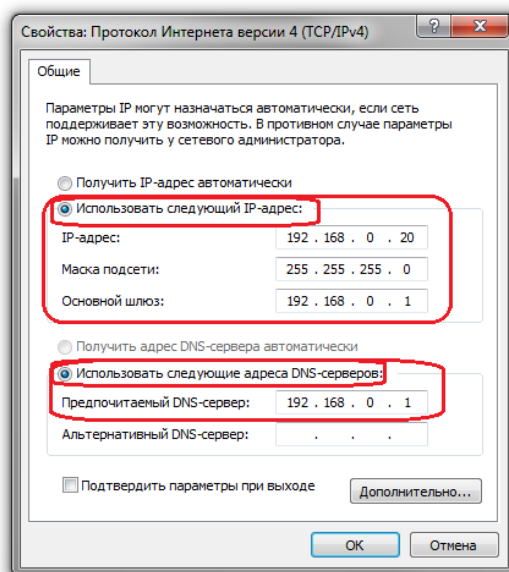 Свойства: Протокол Интернета версии 4 (TCP/IPv4)
Общие
Параметры IP могут назначаться автоматически, если сеть
поддерживает эту возможность. В противном случае параметры
IP можно получить у сетевого администратора.
Получить IP-адрес автоматически
Использовать следующий IP-адрес:
IP-адрес: 192 . 168 . 0 . 20
Маска подсети: 255 . 255 . 255 . 0
Основной шлюз: 192 . 168 . 0 . 1
Получить адрес DNS-сервера автоматически
Использовать следующие адреса DNS-серверов:
Предпочитаемый DNS-сервер: 192 . 168 . 0 . 1
Альтернативный DNS-сервер: . . .
Подтвердить параметры при выходе
Дополнительно...
ОК Отмена